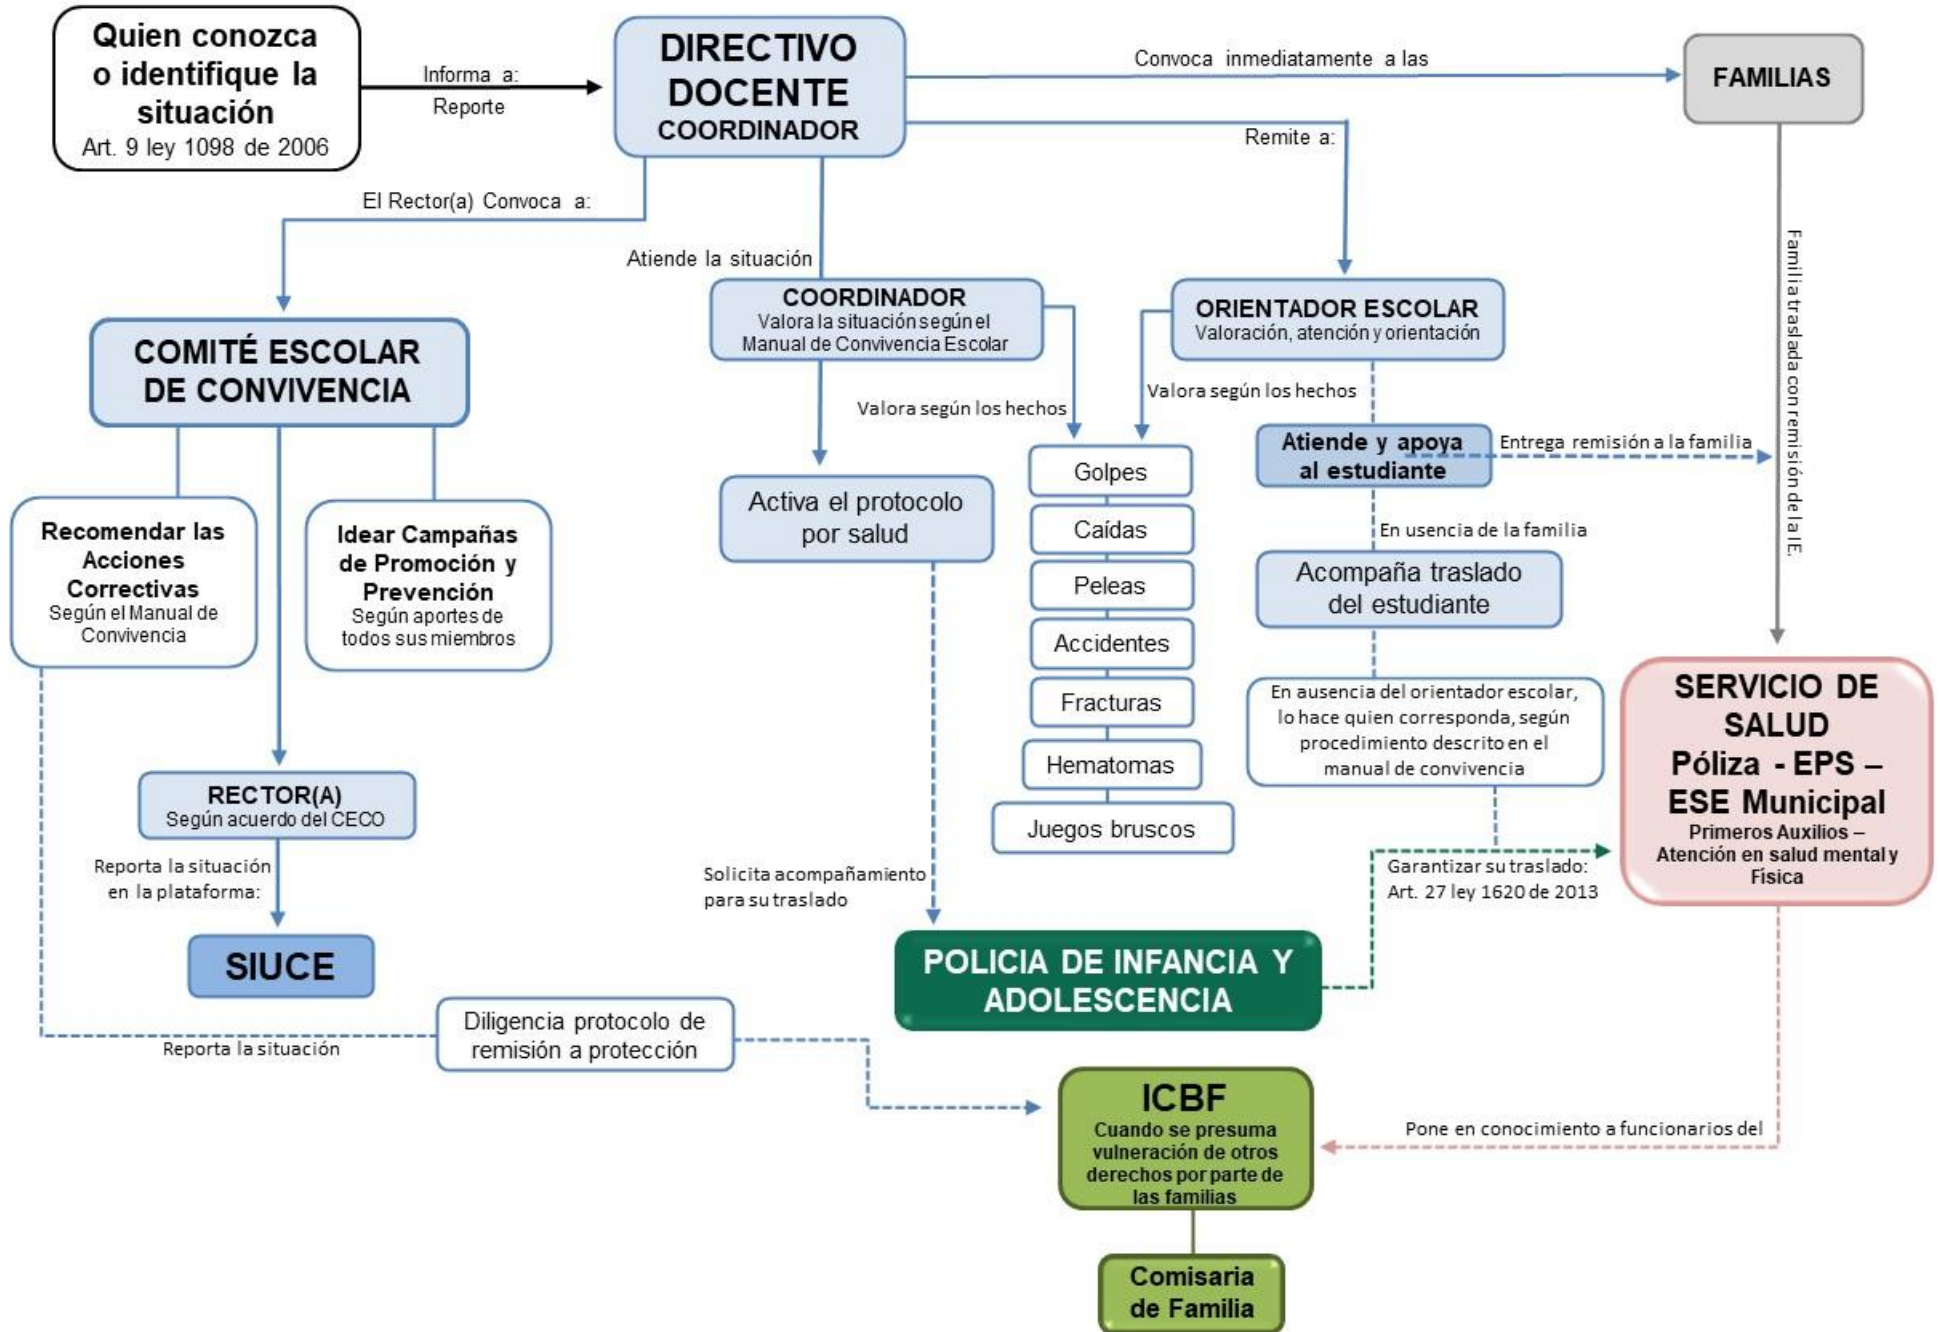 Quien conozca
o identifique la
situación
Art. 9 ley 1098 de 2006
Informa a:
Reporte
DIRECTIVO
DOCENTE
COORDINADOR
Convoca inmediatamente a las
FAMILIAS
Remite a:
El Rector(a) Convoca a:
Atiende la situación
Familia traslada con remisión de la IE.
COMITÉ ESCOLAR
DE CONVIVENCIA
COORDINADOR
Valora la situación según el
Manual de Convivencia Escolar
ORIENTADOR ESCOLAR
Valoración, atención y orientación
Valora según los hechos
Valora según los hechos
Recomendar las
Acciones
Correctivas
Según el Manual de
Convivencia
Idear Campañas
de Promoción y
Prevención
Según aportes de
todos sus miembros
Activa el protocolo
por salud
Golpes
Caídas
Peleas
Accidentes
Fracturas
Hematomas
Juegos bruscos
Atiende y apoya
al estudiante
Entrega remisión a la familia
En usencia de la familia
Acompaña traslado
del estudiante
En ausencia del orientador escolar,
lo hace quien corresponda, según
procedimiento descrito en el
manual de convivencia
SERVICIO DE
SALUD
Póliza - EPS –
ESE Municipal
Primeros Auxilios –
Atención en salud mental y
Física
RECTOR(A)
Según acuerdo del CECO
Reporta la situación
en la plataforma:
SIUCE
Solicita acompañamiento
para su traslado
Garantizar su traslado:
Art. 27 ley 1620 de 2013
POLICIA DE INFANCIA Y
ADOLESCENCIA
Reporta la situación
Diligencia protocolo de
remisión a protección
ICBF
Cuando se presuma
vulneración de otros
derechos por parte de
las familias
Pone en conocimiento a funcionarios del
Comisaria
de Familia